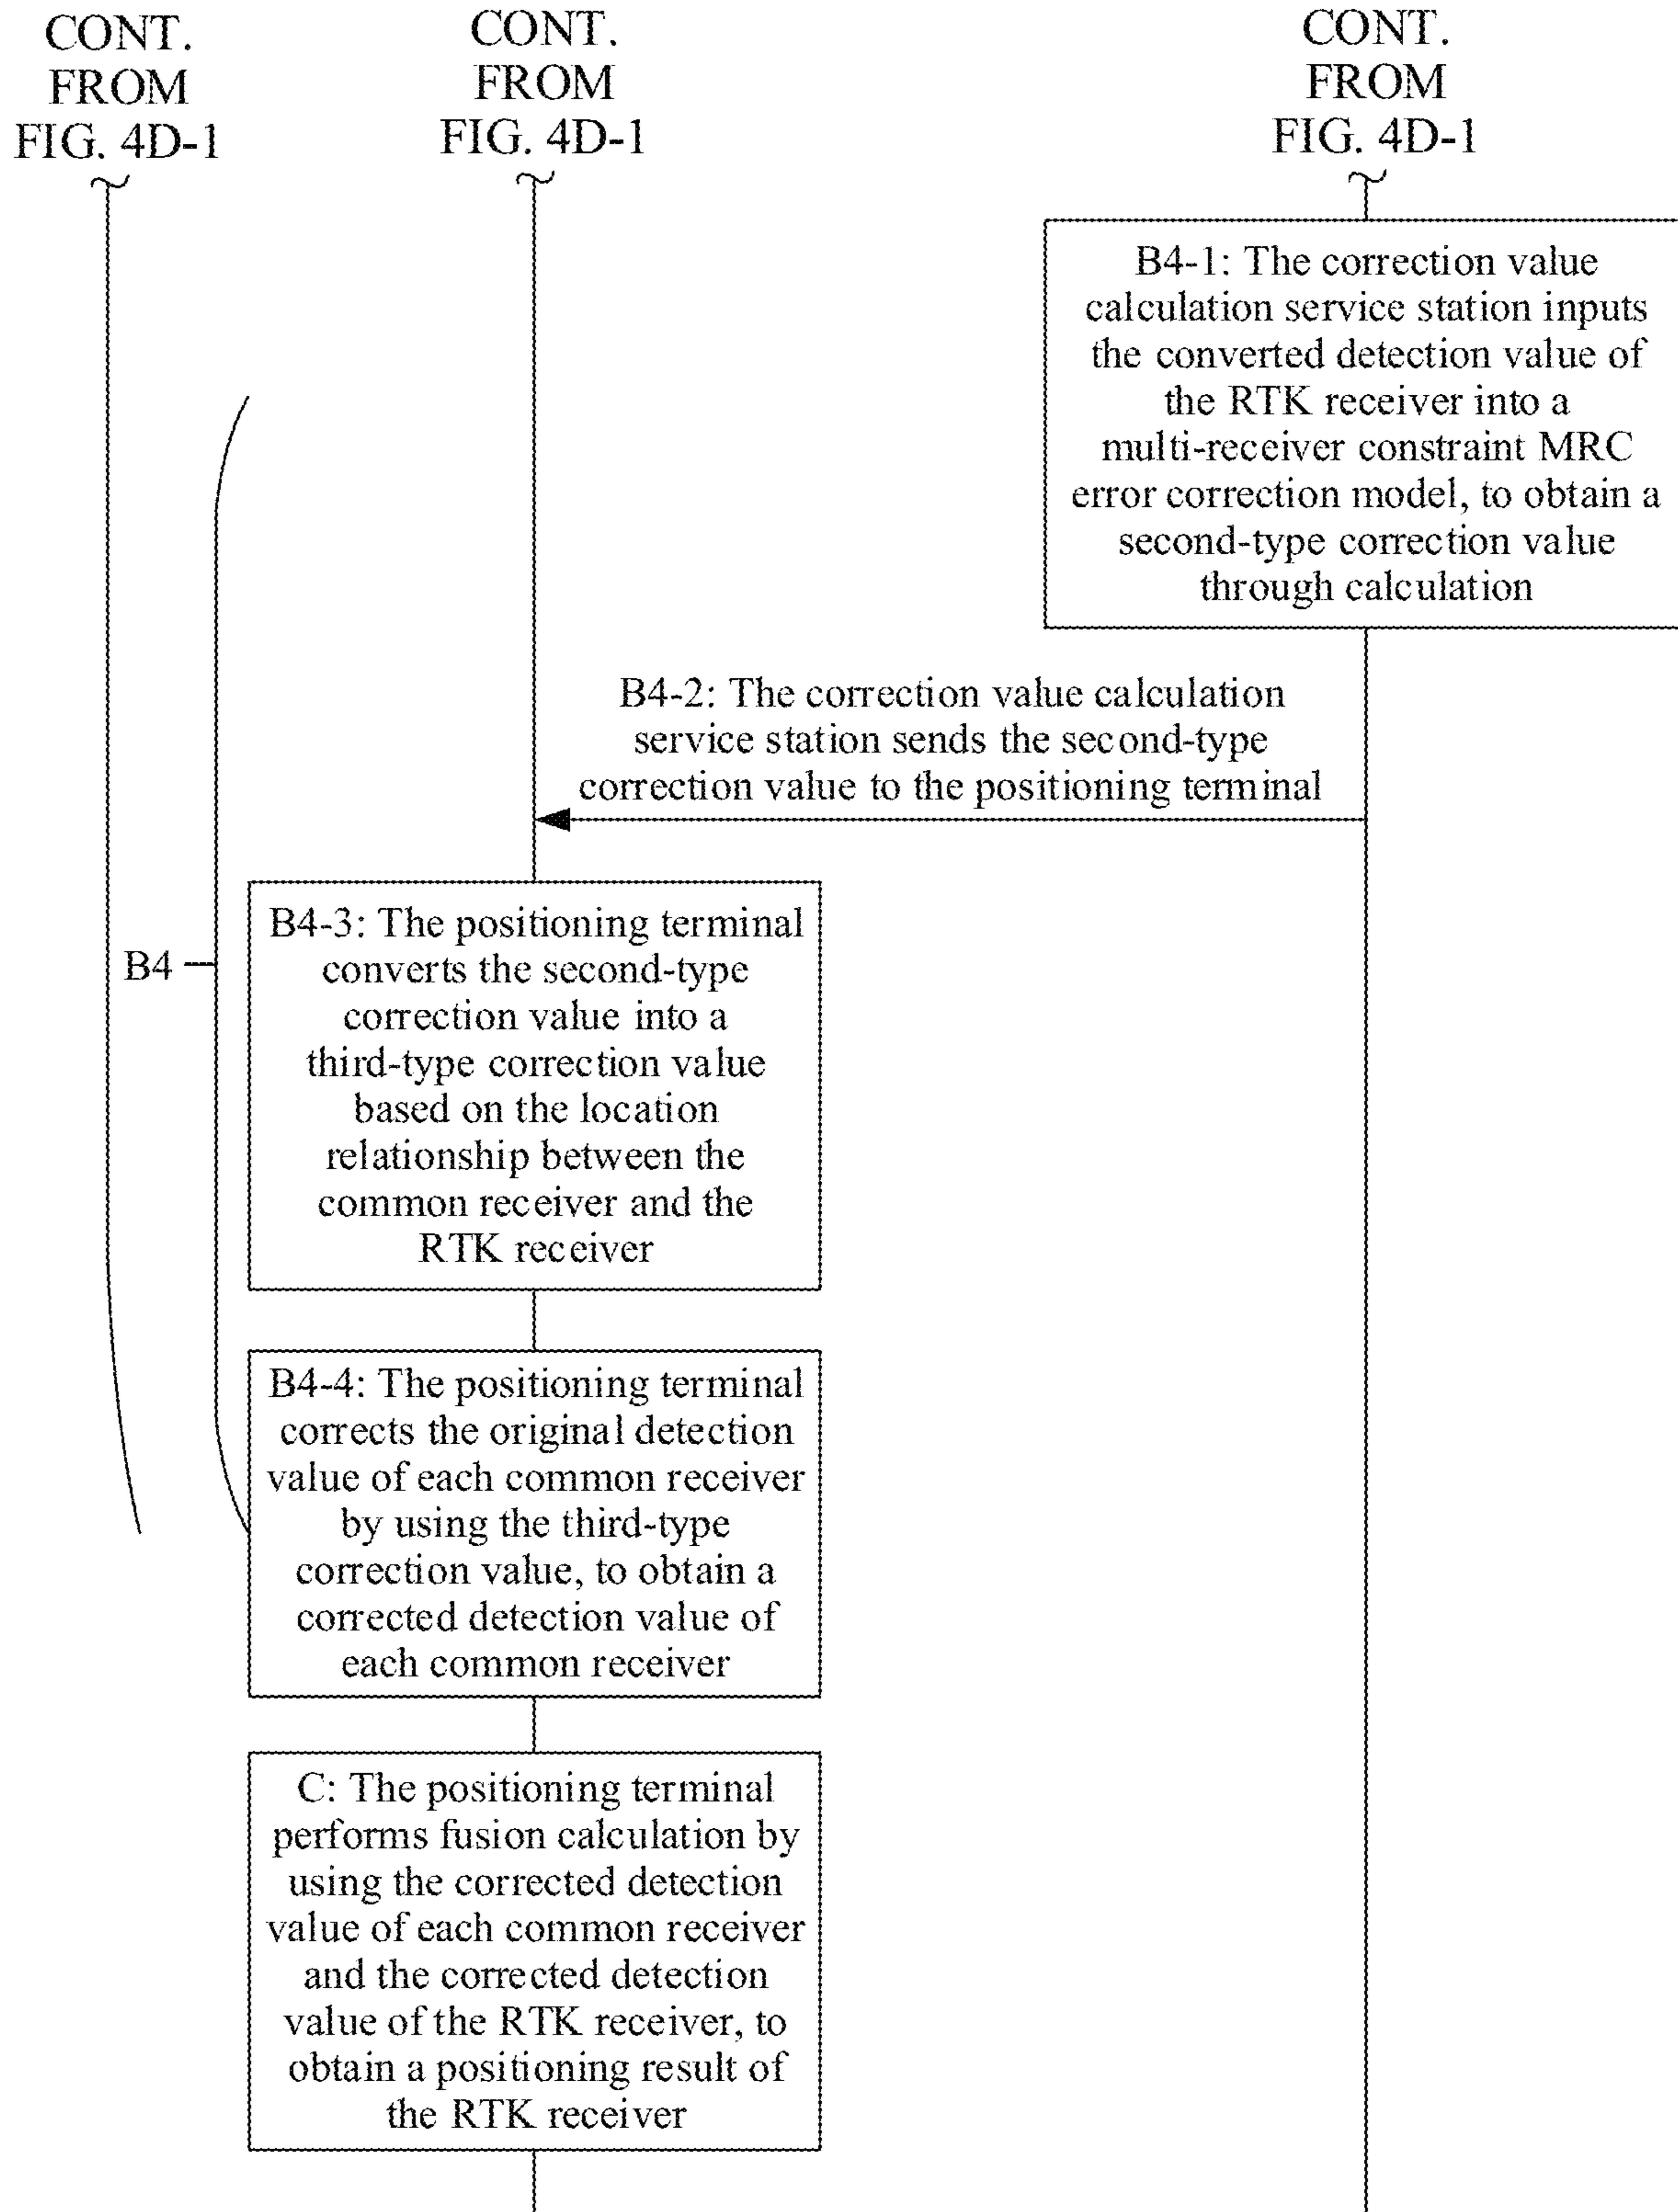 CONT.
FROM
FIG. 4D-1
CONT.
FROM
FIG. 4D-1
CONT.
FROM
FIG. 4D-1
B4-1: The correction value
calculation service station inputs
the converted detection value of
the RTK receiver into a
multi-receiver constraint MRC
error correction model, to obtain a
second-type correction value
through calculation
B4-2: The correction value calculation
service station sends the second-type
correction value to the positioning terminal
B4
B4-3: The positioning terminal
converts the second-type
correction value into a
third-type correction value
based on the location
relationship between the
common receiver and the
RTK receiver
B4-4: The positioning terminal
corrects the original detection
value of each common receiver
by using the third-type
correction value, to obtain a
corrected detection value of
each common receiver
C: The positioning terminal
performs fusion calculation by
using the corrected detection
value of each common receiver
and the corrected detection
value of the RTK receiver, to
obtain a positioning result of
the RTK receiver